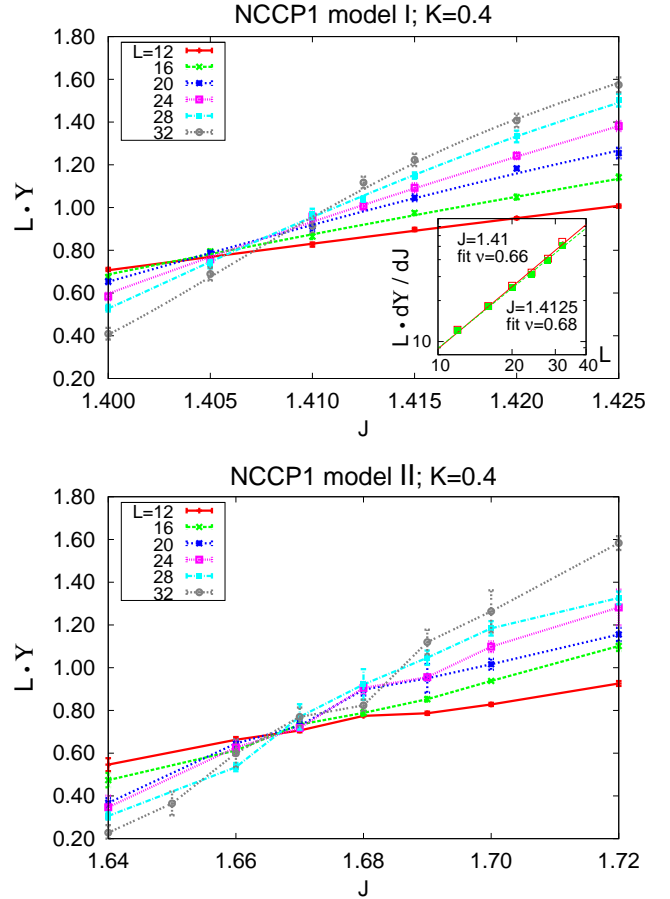 NCCP1 model I; K=0.4
1.80
1.60
1.40
1.20
1.00
0.80
0.60
0.40
0.20
L • Y
L=12
16
20
24
28
32
1.400 1.405 1.410 1.415 1.420 1.425
J
L • dY / dJ
J=1.41
fit ν=0.66
J=1.4125
fit ν=0.68
10
10 20 30 40
L
NCCP1 model II; K=0.4
1.80
1.60
1.40
1.20
1.00
0.80
0.60
0.40
0.20
L • Y
L=12
16
20
24
28
32
1.64 1.66 1.68 1.70 1.72
J